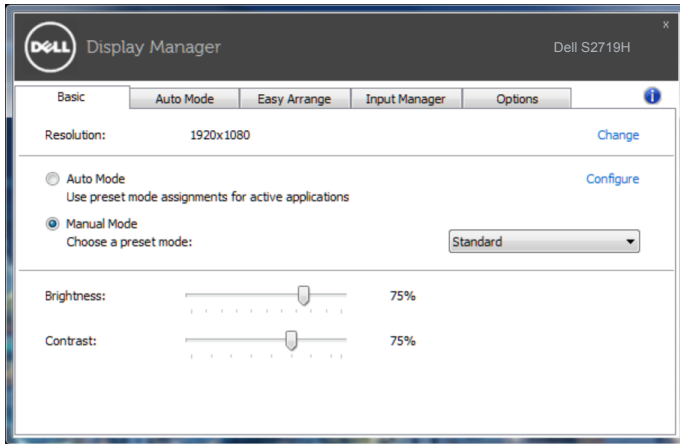 DELL Display Manager Dell S2719H x
Basic Auto Mode Easy Arrange Input Manager Options i
Resolution: 1920x1080 Change
Auto Mode Configure
Use preset mode assignments for active applications
Manual Mode
Choose a preset mode: Standard
Brightness: 75%
Contrast: 75%